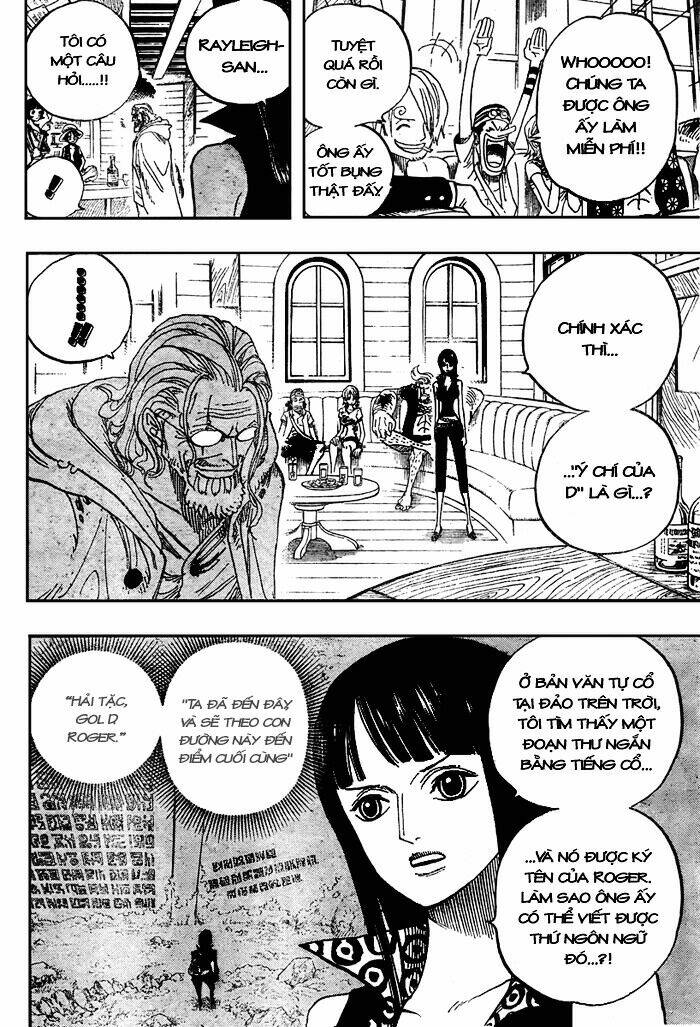 WHOOOOO!
CHÚNG TA
ĐƯỢC ÔNG
ẤY LÀM
MIỄN PHÍ!!
TUYỆT
QUÁ RỒI
CÒN GÌ.
ÔNG ẤY
TỐT BỤNG
THẬT ĐẤY
RAYLEIGH-
SAN...
TÔI CÓ
MỘT CÂU
HỎI.....!!
!
CHÍNH XÁC
THÌ...
..."Ý CHÍ CỦA
D" LÀ GÌ...?
......!!
Ở BẢN VĂN TỰ CỔ
TẠI ĐẢO TRÊN TRỜI,
TÔI TÌM THẤY MỘT
ĐOẠN THƯ NGẮN
BẰNG TIẾNG CỔ...
"TA ĐÃ ĐẾN ĐÂY,
VÀ SẼ THEO CON
ĐƯỜNG NÀY ĐẾN
ĐIỂM CUỐI CÙNG"
"HẢI TẶC,
GOL D.
ROGER."
...VÀ NÓ ĐƯỢC KÝ
TÊN CỦA ROGER.
LÀM SAO ÔNG ẤY
CÓ THỂ VIẾT ĐƯỢC
THỨ NGÔN NGỮ
ĐÓ...?!